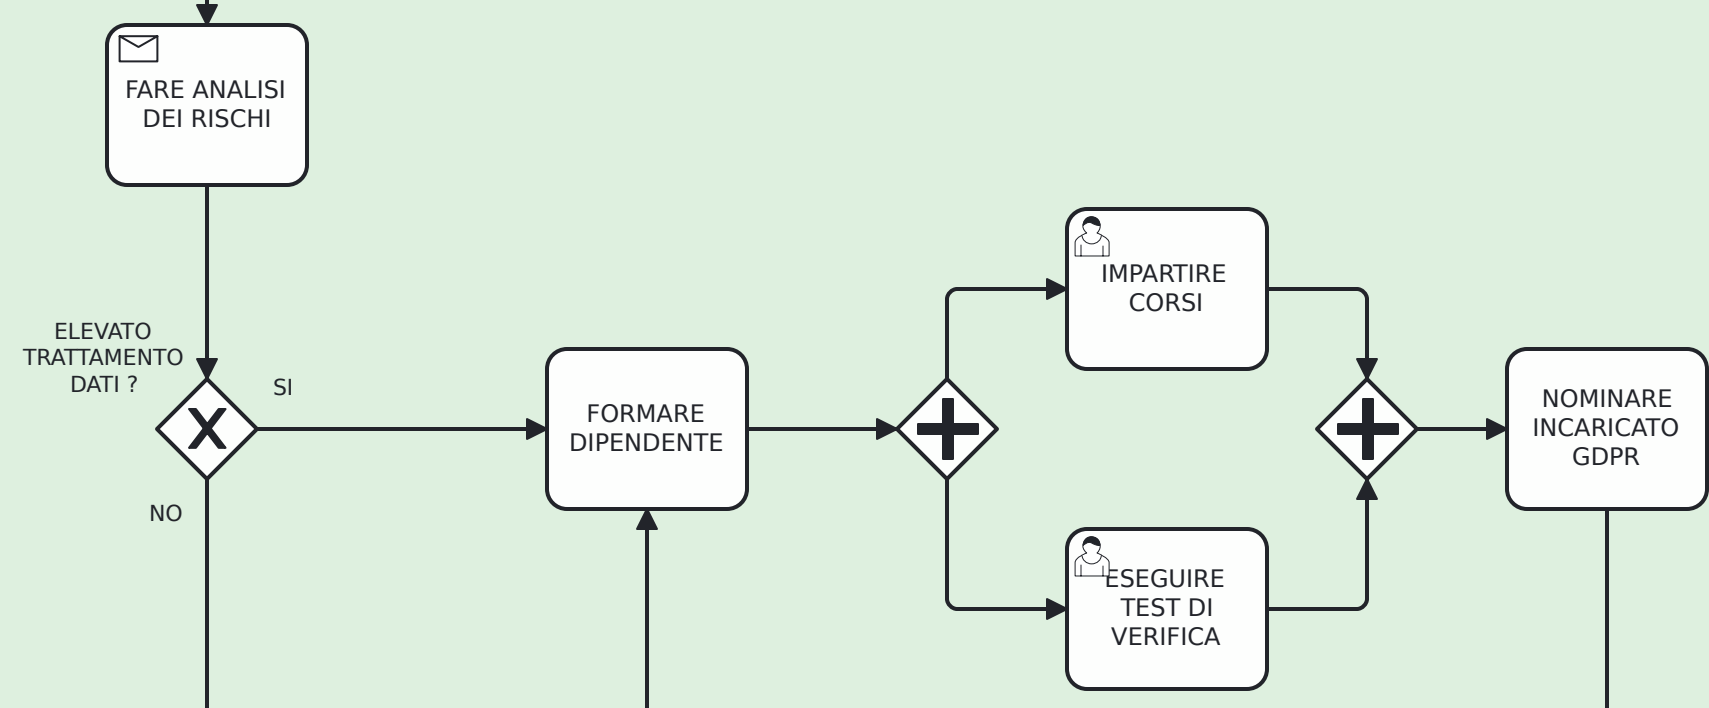 FARE ANALISI
DEI RISCHI
ELEVATO
TRATTAMENTO
DATI ?
SI
NO
FORMARE
DIPENDENTE
IMPARTIRE
CORSI
ESEGUIRE
TEST DI
VERIFICA
NOMINARE
INCARICATO
GDPR